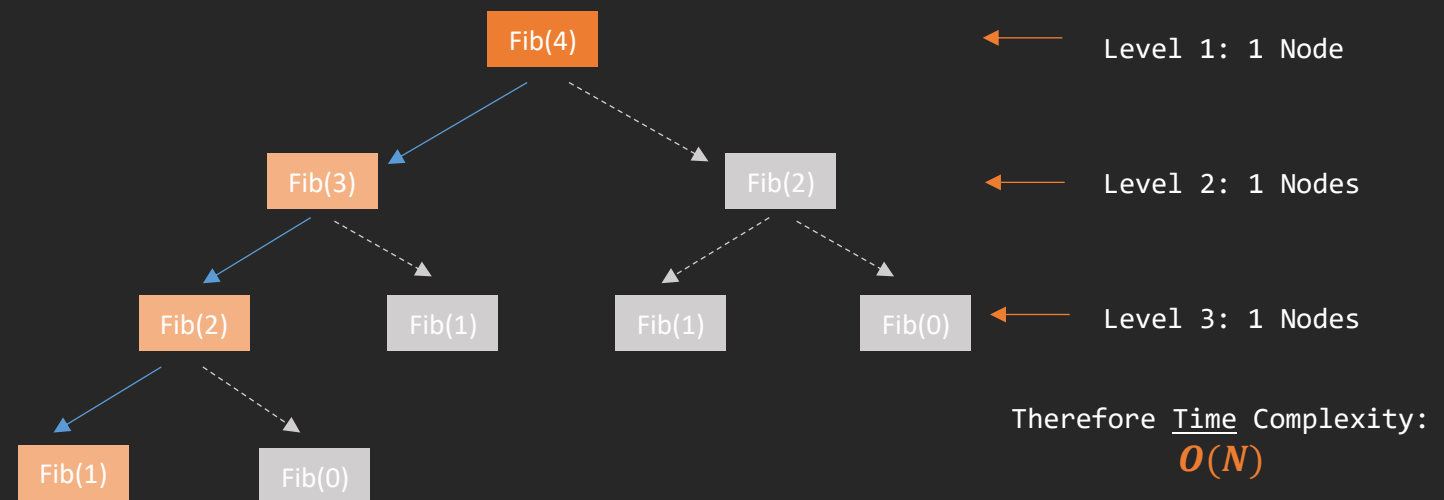 Fib(4)
Level 1: 1 Node
Fib(3)
Fib(2)
Level 2: 1 Nodes
Fib(2)
Fib(1)
Fib(1)
Fib(0)
Level 3: 1 Nodes
Therefore Time Complexity:
O(N)
Fib(1)
Fib(0)